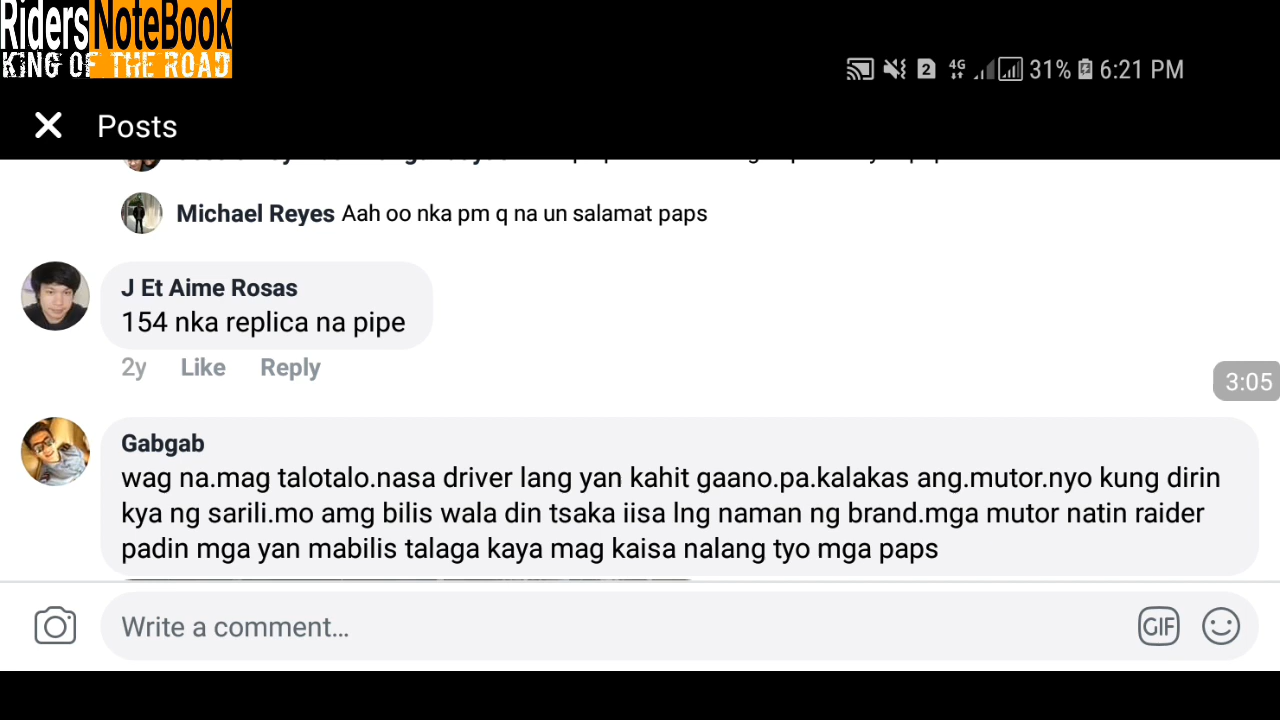 RidersNoteBook
KING OF THE ROAD
2 4G 31% 6:21 PM
Posts
Michael Reyes Aah oo nka pm q na un salamat paps
J Et Aime Rosas
154 nka replica na pipe
2y Like Reply
3:05
Gabgab
wag na.mag talotalo.nasa driver lang yan kahit gaano.pa.kalakas ang.mutor.nyo kung dirin
kya ng sarili.mo amg bilis wala din tsaka iisa lng naman ng brand.mga mutor natin raider
padin mga yan mabilis talaga kaya mag kaisa nalang tyo mga paps
Write a comment...
GIF